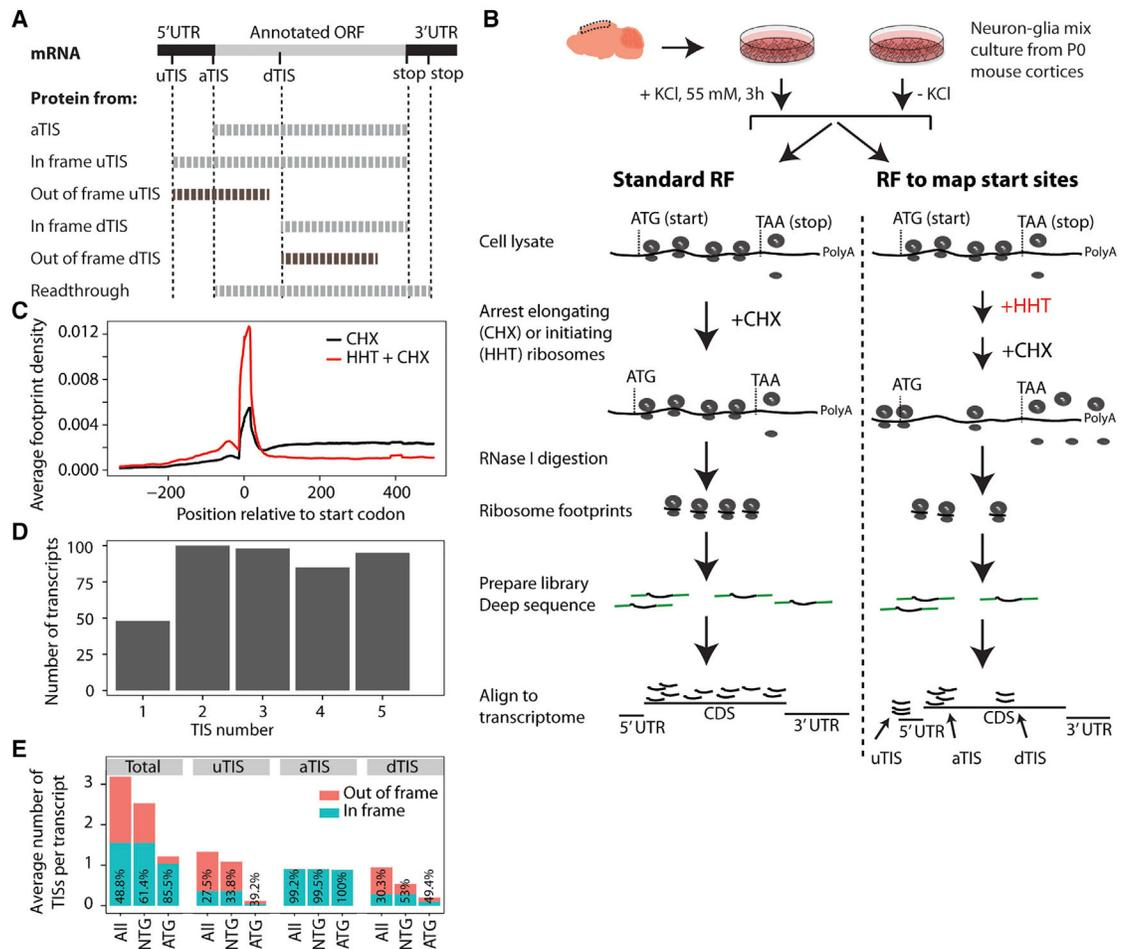 A
5′UTR
Annotated ORF
3′UTR
mRNA
uTIS
aTIS
dTIS
stop stop
Protein from:
aTIS
In frame uTIS
Out of frame uTIS
In frame dTIS
Out of frame dTIS
Readthrough
B
Neuron-glia mix
culture from P0
mouse cortices
+ KCl, 55 mM, 3h
- KCl
Standard RF
RF to map start sites
Cell lysate
ATG (start)
TAA (stop)
PolyA
ATG (start)
TAA (stop)
PolyA
Arrest elongating
(CHX) or initiating
(HHT) ribosomes
+CHX
+HHT
+CHX
ATG
TAA
PolyA
ATG
TAA
PolyA
RNase I digestion
Ribosome footprints
Prepare library
Deep sequence
Align to
transcriptome
5′ UTR
CDS
3′ UTR
5′ UTR
CDS
3′ UTR
uTIS
aTIS
dTIS
C
Average footprint density
0.012
0.008
0.004
0.000
CHX
HHT + CHX
−200
0
200
400
Position relative to start codon
D
Number of transcripts
100
75
50
25
0
1
2
3
4
5
TIS number
E
Average number of
TISs per transcript
3
2
1
0
Total
uTIS
aTIS
dTIS
Out of frame
In frame
48.8%
61.4%
85.5%
27.5%
33.8%
39.2%
99.2%
99.5%
100%
30.3%
53%
49.4%
All
NTG
ATG
All
NTG
ATG
All
NTG
ATG
All
NTG
ATG